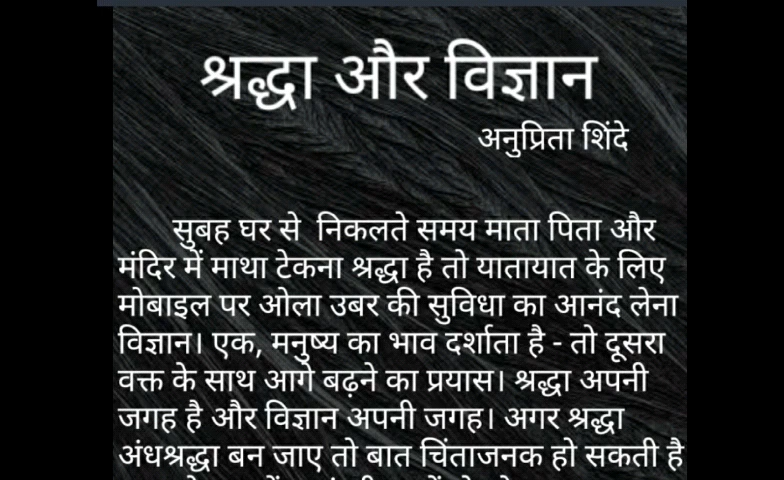 श्रद्धा और विज्ञान
अनुप्रिता शिंदे
सुबह घर से निकलते समय माता पिता और
मंदिर में माथा टेकना श्रद्धा है तो यातायात के लिए
मोबाइल पर ओला उबर की सुविधा का आनंद लेना
विज्ञान। एक, मनुष्य का भाव दर्शाता है - तो दूसरा
वक्त के साथ आगे बढ़ने का प्रयास। श्रद्धा अपनी
जगह है और विज्ञान अपनी जगह। अगर श्रद्धा
अंधश्रद्धा बन जाए तो बात चिंताजनक हो सकती है